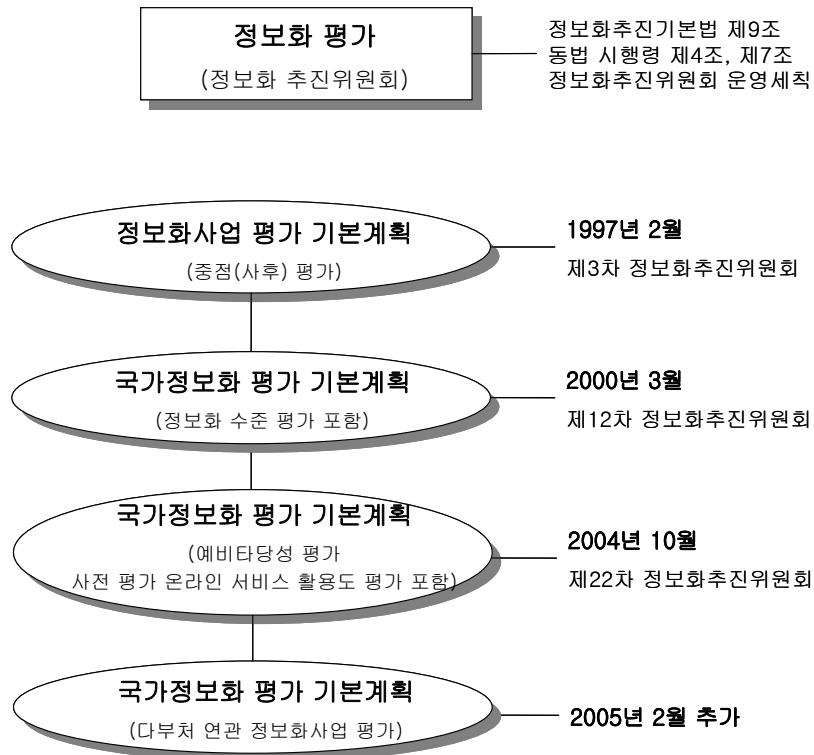 정보화 평가
(정보화 추진위원회)
정보화추진기본법 제9조
동법 시행령 제4조, 제7조
정보화추진위원회 운영세칙
정보화사업 평가 기본계획
(중점(사후) 평가)
1997년 2월
제3차 정보화추진위원회
국가정보화 평가 기본계획
(정보화 수준 평가 포함)
2000년 3월
제12차 정보화추진위원회
국가정보화 평가 기본계획
(예비타당성 평가
사전 평가 온라인 서비스 활용도 평가 포함)
2004년 10월
제22차 정보화추진위원회
국가정보화 평가 기본계획
(다부처 연관 정보화사업 평가)
2005년 2월 추가